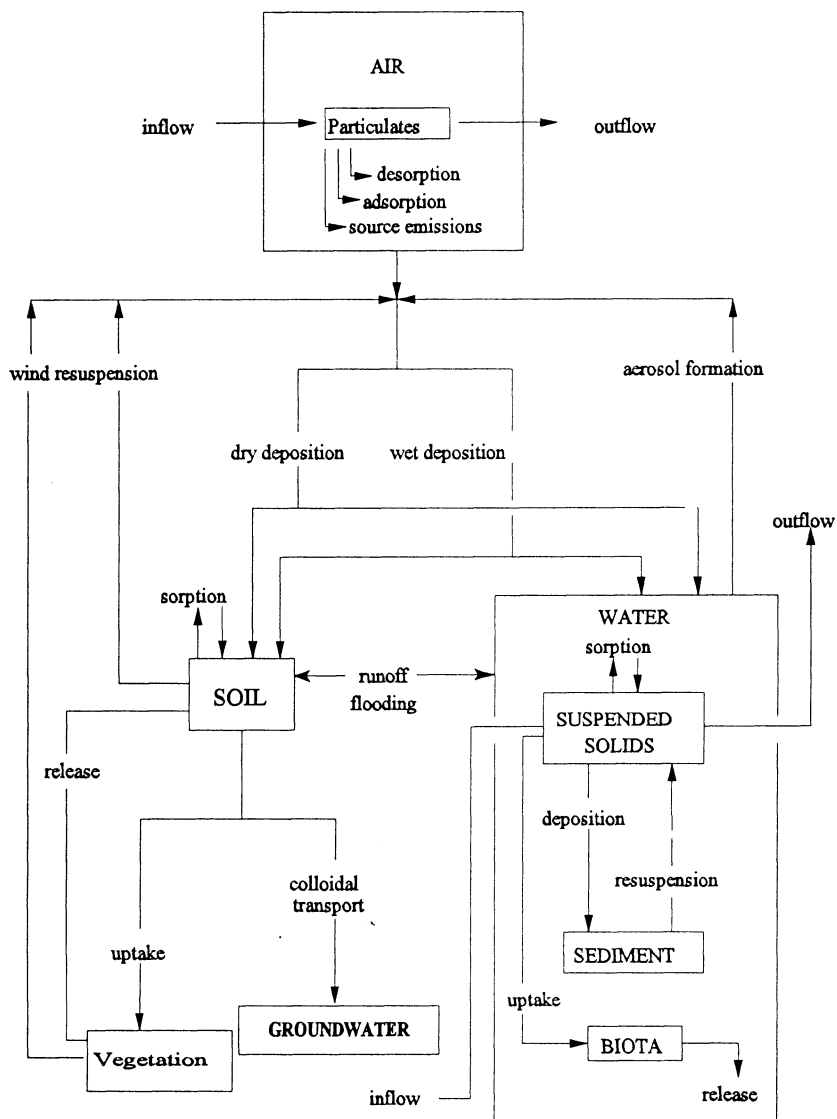 AIR
inflow
Particulates
outflow
desorption
adsorption
source emissions
wind resuspension
aerosol formation
dry deposition
wet deposition
outflow
sorption
WATER
sorption
SOIL
runoff
flooding
SUSPENDED
SOLIDS
release
deposition
colloidal
transport
resuspension
uptake
SEDIMENT
uptake
GROUNDWATER
Vegetation
BIOTA
inflow
release